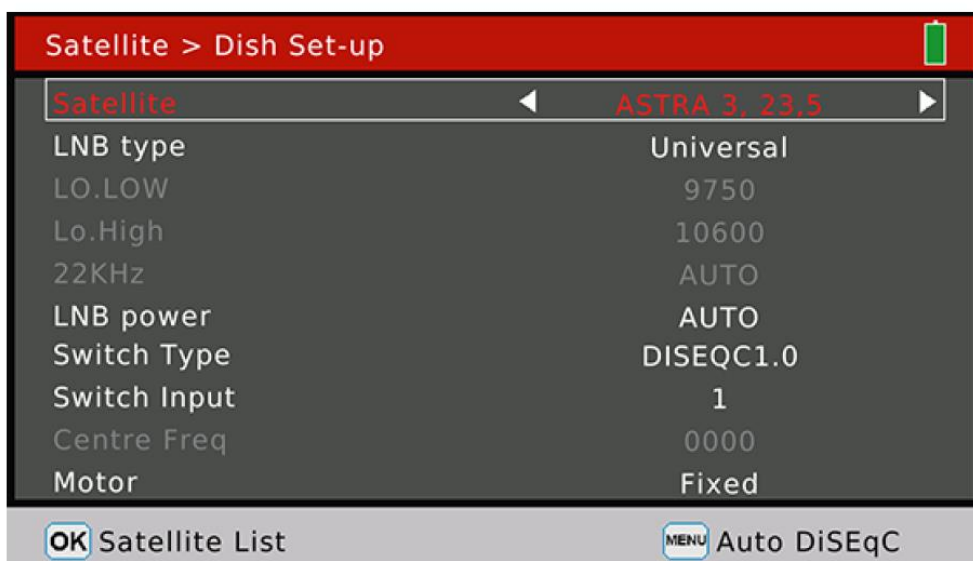 Satellite > Dish Set-up
Satellite ASTRA 3, 23,5
LNB type Universal
LO.LOW 9750
Lo.High 10600
22KHz AUTO
LNB power AUTO
Switch Type DISEQC1.0
Switch Input 1
Centre Freq 0000
Motor Fixed
OK Satellite List MENU Auto DiSEqC